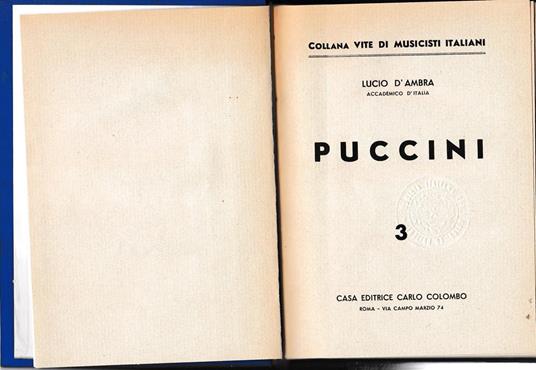 COLLANA VITE DI MUSICISTI ITALIANI
LUCIO D'AMBRA
ACCADEMICO D'ITALIA
PUCCINI
3
CASA EDITRICE CARLO COLOMBO
ROMA - VIA CAMPO MARZIO 74